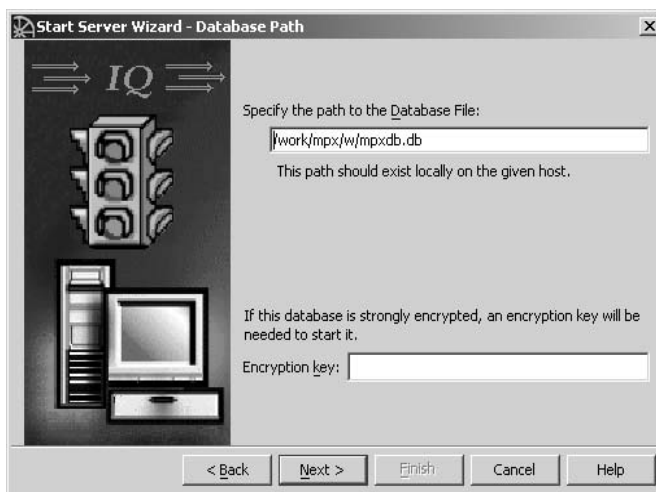 Start Server Wizard - Database Path
IQ
Specify the path to the Database File:
/work/mpx/w/mpxdb.db
This path should exist locally on the given host.
If this database is strongly encrypted, an encryption key will be
needed to start it.
Encryption key:
< Back Next > Finish Cancel Help